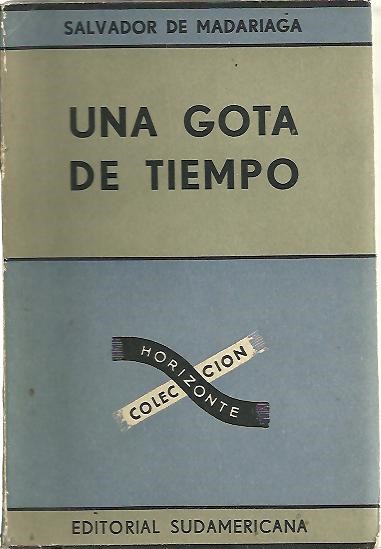 SALVADOR DE MADARIAGA
UNA GOTA
DE TIEMPO
COLECCION
HORIZONTE
EDITORIAL SUDAMERICANA